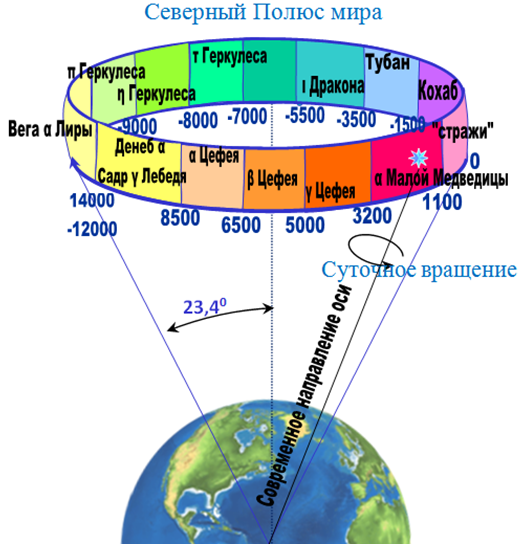 Северный Полюс мира
π Геркулеса
η Геркулеса
τ Геркулеса
ι Дракона
Тубан
Кохаб
"стражи"
-9000
-8000
-7000
-5500
-3500
-1500
0
Вега α Лиры
Денеб α
Садр γ Лебедя
α Цефея
β Цефея
γ Цефея
α Малой Медведицы
14000
-12000
8500
6500
5000
3200
1100
Суточное вращение
23,4⁰
Современное направление оси